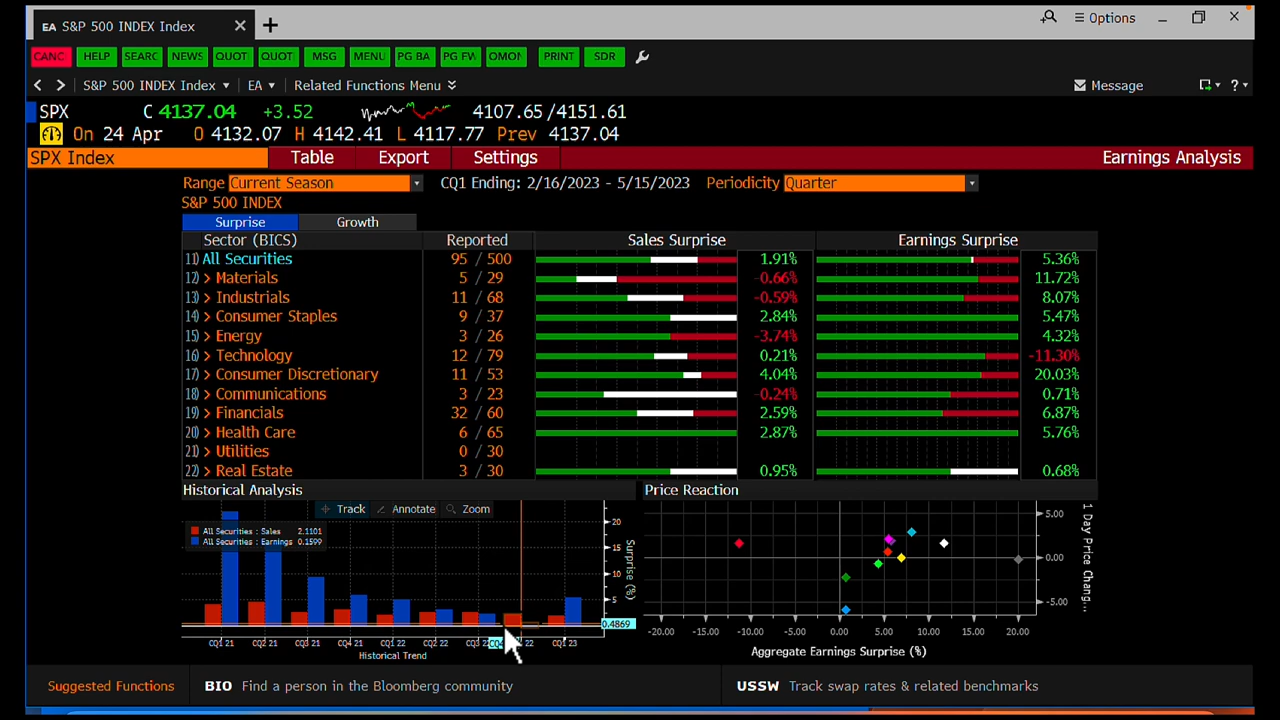 EA S&P 500 INDEX Index × +
Options
CANC HELP SEARC NEWS QUOT QUOT MSG MENU PG BA PG FW OMON PRINT SDR
S&P 500 INDEX Index EA Related Functions Menu Message ?
SPX C 4137.04 +3.52 4107.65/4151.61
On 24 Apr O 4132.07 H 4142.41 L 4117.77 Prev 4137.04
SPX Index Table Export Settings Earnings Analysis
Range Current Season CQ1 Ending: 2/16/2023 - 5/15/2023 Periodicity Quarter
S&P 500 INDEX
Surprise Growth
Sector (BICS) Reported Sales Surprise Earnings Surprise
11) All Securities 95 / 500 1.91% 5.36%
12) > Materials 5 / 29 -0.66% 11.72%
13) > Industrials 11 / 68 -0.59% 8.07%
14) > Consumer Staples 9 / 37 2.84% 5.47%
15) > Energy 3 / 26 -3.74% 4.32%
16) > Technology 12 / 79 0.21% -11.30%
17) > Consumer Discretionary 11 / 53 4.04% 20.03%
18) > Communications 3 / 23 -0.24% 0.71%
19) > Financials 32 / 60 2.59% 6.87%
20) > Health Care 6 / 65 2.87% 5.76%
21) > Utilities 0 / 30
22) > Real Estate 3 / 30 0.95% 0.68%
Historical Analysis
Track Annotate Zoom
All Securities : Sales 2.1101
All Securities : Earnings 0.1599
20
15
10
5
0.4869
Surprise (%)
CQ1 21 CQ2 21 CQ3 21 CQ4 21 CQ1 22 CQ2 22 CQ3 22 CQ1 23
Historical Trend
Price Reaction
5.00
0.00
-5.00
1 Day Price Chang...
-20.00 -15.00 -10.00 -5.00 0.00 5.00 10.00 15.00 20.00
Aggregate Earnings Surprise (%)
Suggested Functions BIO Find a person in the Bloomberg community USSW Track swap rates & related benchmarks